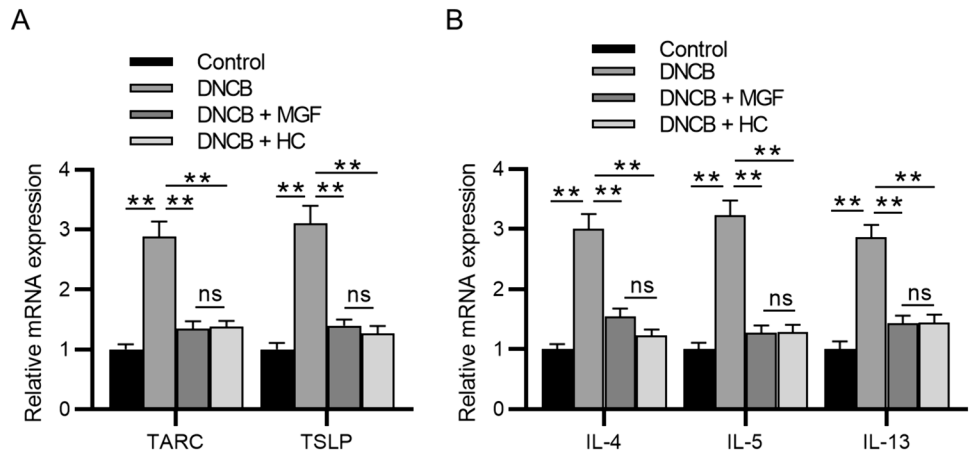 A
Control
DNCB
DNCB + MGF
DNCB + HC
Relative mRNA expression
4
3
2
1
0
**
**
**
ns
**
**
**
ns
TARC
TSLP
B
Control
DNCB
DNCB + MGF
DNCB + HC
Relative mRNA expression
4
3
2
1
0
**
**
**
ns
**
**
**
ns
**
**
**
ns
IL-4
IL-5
IL-13